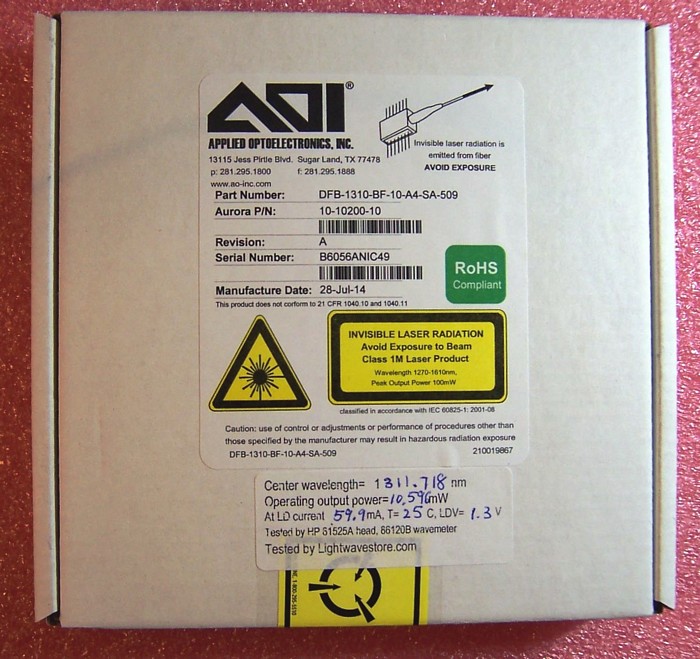 AOI®
APPLIED OPTOELECTRONICS, INC.
13115 Jess Pirtle Blvd. Sugar Land, TX 77478
p: 281.295.1800 f: 281.295.1888
www.ao-inc.com
Invisible laser radiation is
emitted from fiber
AVOID EXPOSURE
Part Number: DFB-1310-BF-10-A4-SA-509
Aurora P/N: 10-10200-10
Revision: A
Serial Number: B6056ANIC49
Manufacture Date: 28-Jul-14
RoHS
Compliant
This product does not conform to 21 CFR 1040.10 and 1040.11
INVISIBLE LASER RADIATION
Avoid Exposure to Beam
Class 1M Laser Product
Wavelength 1270-1610nm,
Peak Output Power 100mW
classified in accordance with IEC 60825-1: 2001-08
Caution: use of control or adjustments or performance of procedures other than
those specified by the manufacturer may result in hazardous radiation exposure
DFB-1310-BF-10-A4-SA-509 210019867
Center wavelength= 1311.718 nm
Operating output power=10.596mW
At LD current 59.9mA, T= 25 C, LDV= 1.3 V
Tested by HP 81525A head, 86120B wavemeter
Tested by Lightwavestore.com